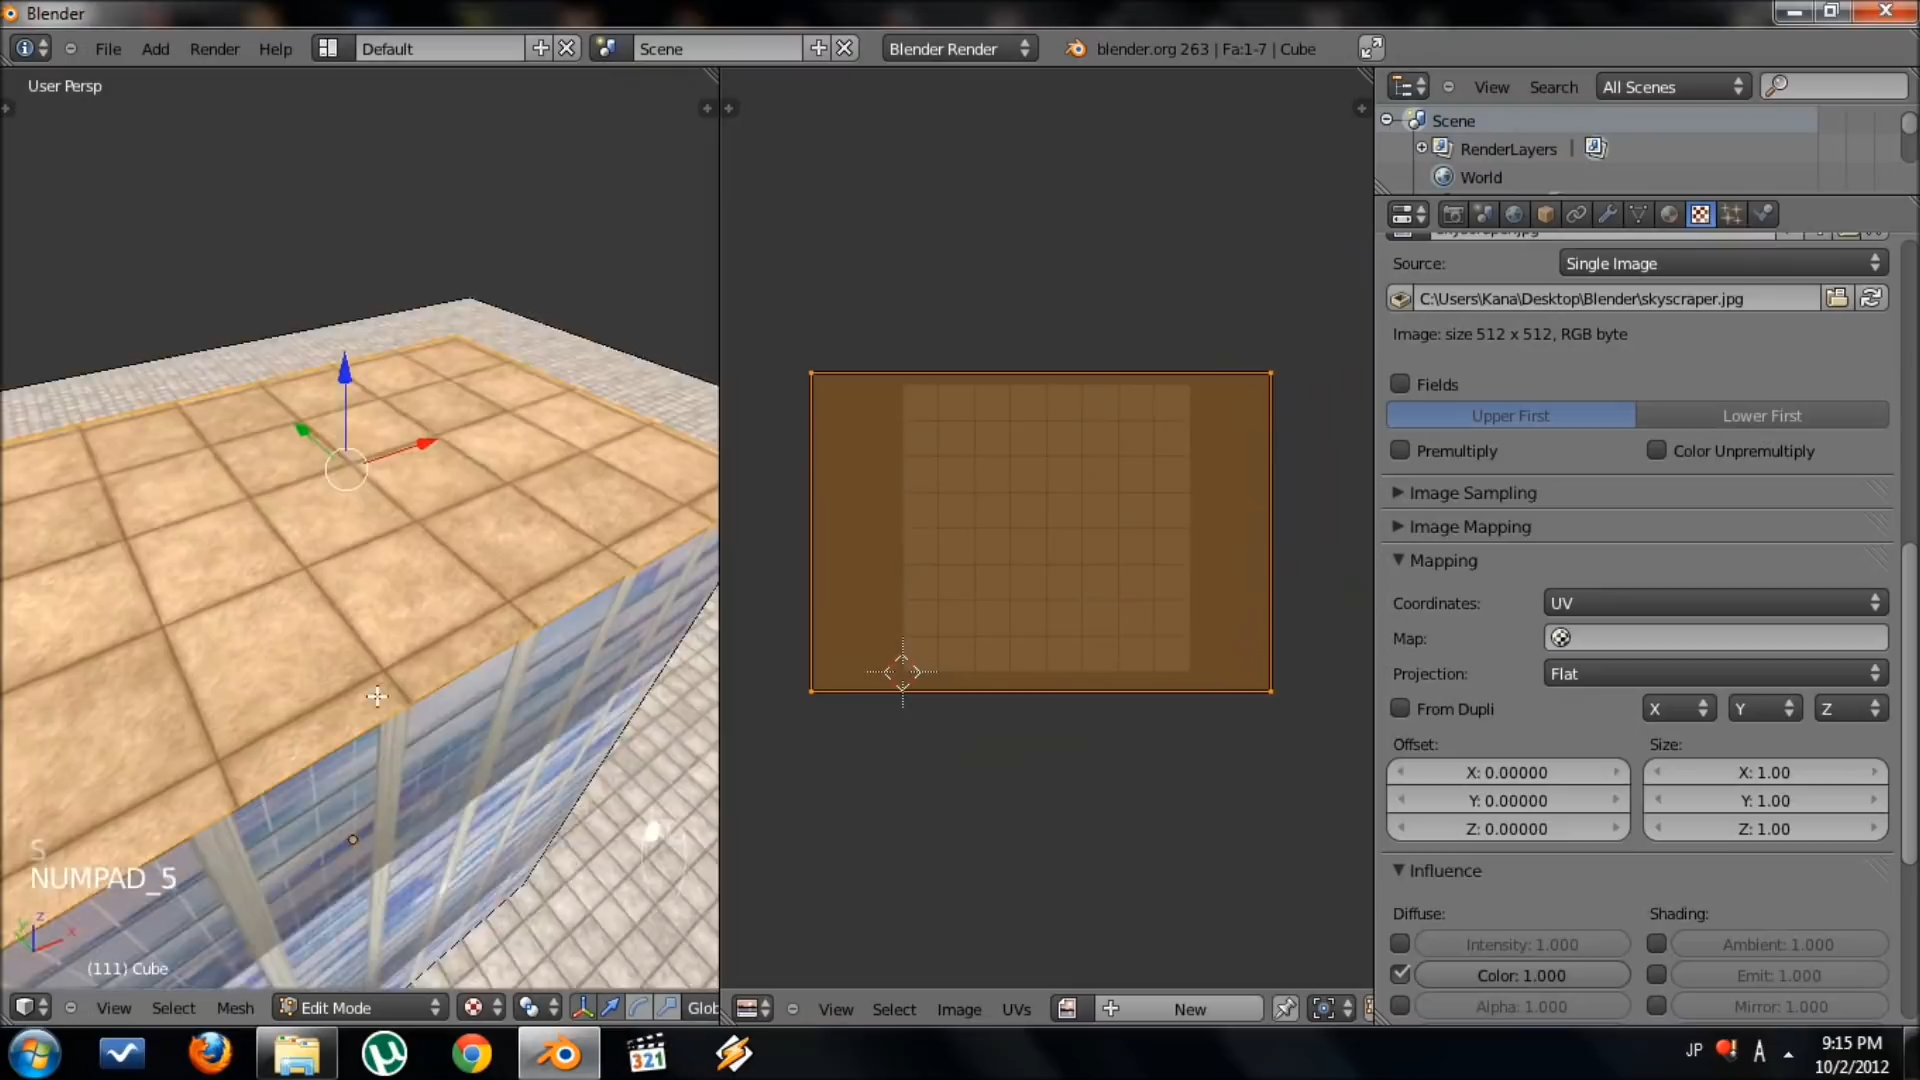 Blender
File Add Render Help Default Scene Blender Render blender.org 263 | Fa:1-7 | Cube
User Persp
View Search All Scenes
Scene
RenderLayers |
World
Source: Single Image
C:\Users\Kana\Desktop\Blender\skyscraper.jpg
Image: size 512 x 512, RGB byte
Fields
Upper First Lower First
Premultiply Color Unpremultiply
Image Sampling
Image Mapping
Mapping
Coordinates: UV
Map:
Projection: Flat
From Dupli X Y Z
Offset: Size:
X: 0.00000 X: 1.00
Y: 0.00000 Y: 1.00
Z: 0.00000 Z: 1.00
Influence
Diffuse: Shading:
Intensity: 1.000 Ambient: 1.000
Color: 1.000 Emit: 1.000
Alpha: 1.000 Mirror: 1.000
S
NUMPAD_5
z
x
(111) Cube
View Select Mesh Edit Mode Glob
View Select Image UVs New
321
JP A 9:15 PM
10/2/2012